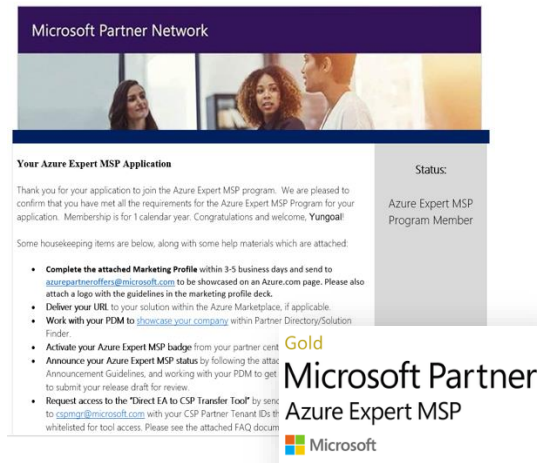 Microsoft Partner Network
Your Azure Expert MSP Application
Thank you for your application to join the Azure Expert MSP program. We are pleased to
confirm that you have met all the requirements for the Azure Expert MSP Program for your
application. Membership is for 1 calendar year. Congratulations and welcome, Yungoal!
Some housekeeping items are below, along with some help materials which are attached:
• Complete the attached Marketing Profile within 3-5 business days and send to
azurepartneroffers@microsoft.com to be showcased on an Azure.com page. Please also
attach a logo with the guidelines in the marketing profile deck.
• Deliver your URL to your solution within the Azure Marketplace, if applicable.
• Work with your PDM to showcase your company within Partner Directory/Solution
Finder.
• Activate your Azure Expert MSP badge from your partner cent
• Announce your Azure Expert MSP status by following the attac
Announcement Guidelines, and working with your PDM to get
to submit your release draft for review.
• Request access to the "Direct EA to CSP Transfer Tool" by senc
to cspmgr@microsoft.com with your CSP Partner Tenant IDs th
whitelisted for tool access. Please see the attached FAQ docum
Status:
Azure Expert MSP
Program Member
Gold
Microsoft Partner
Azure Expert MSP
Microsoft